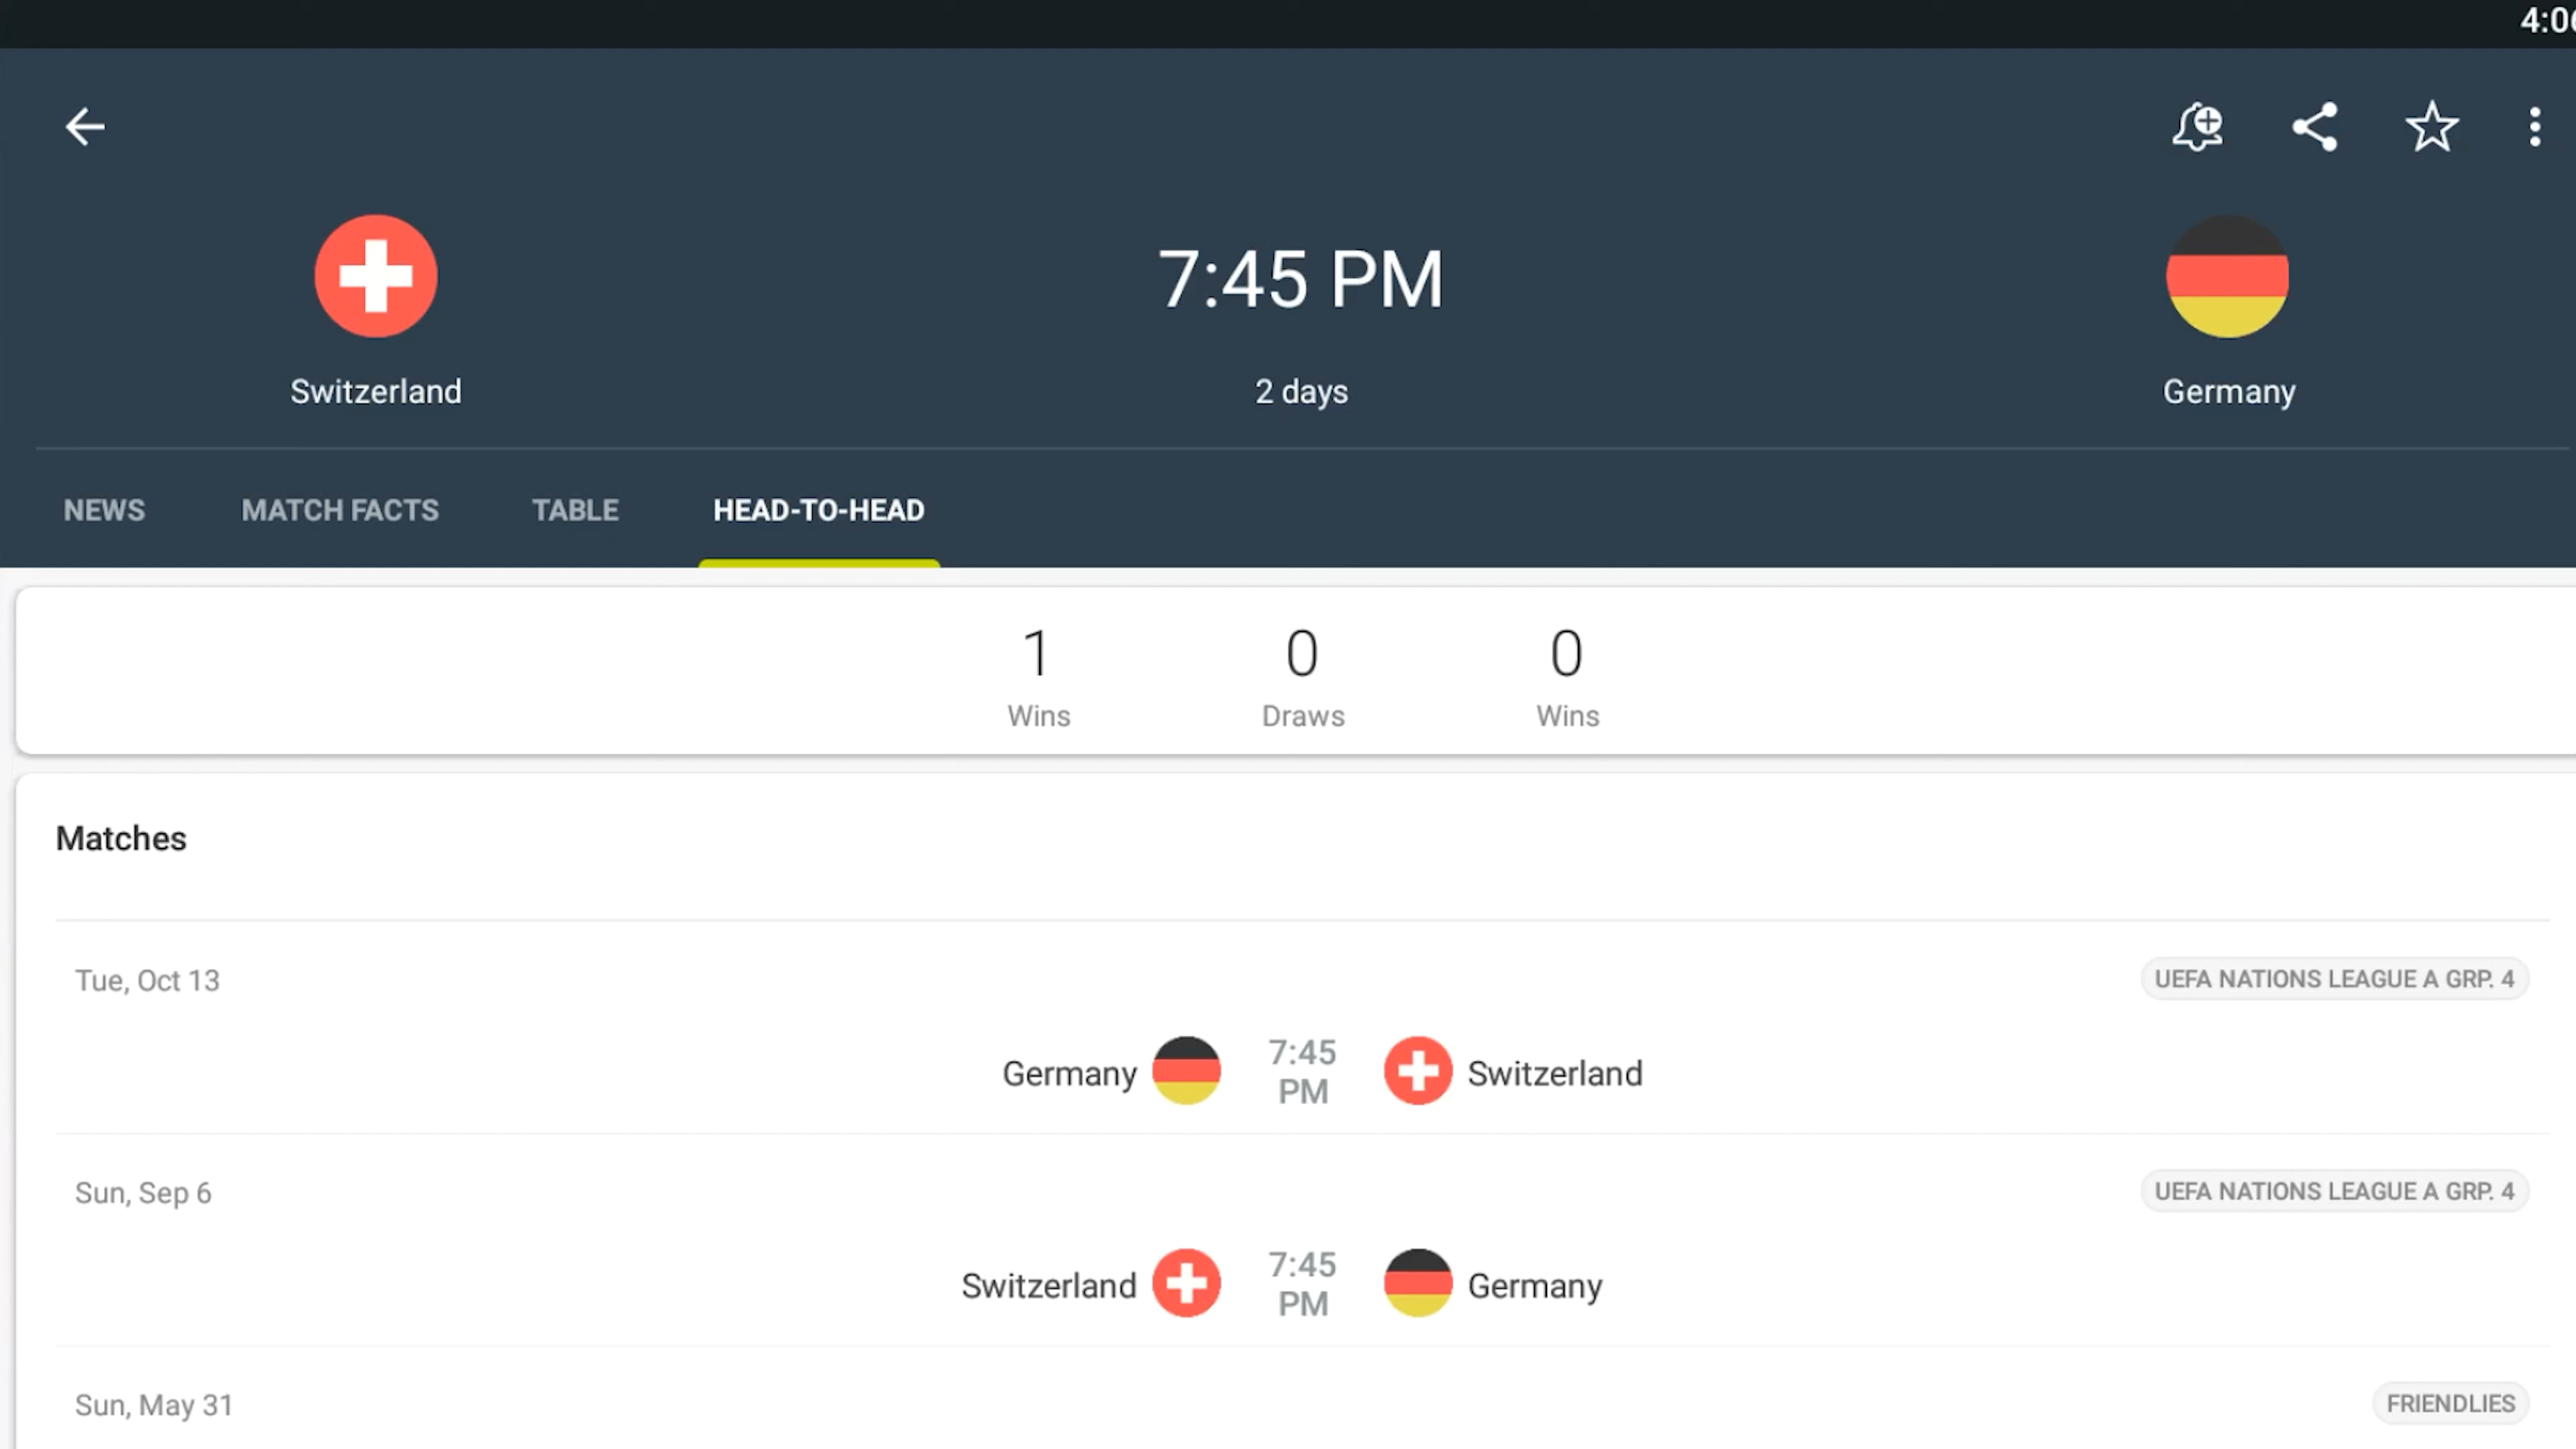 7:45 PM
Switzerland
2 days
Germany
NEWS MATCH FACTS TABLE HEAD-TO-HEAD
1 0 0
Wins Draws Wins
Matches
Tue, Oct 13 UEFA NATIONS LEAGUE A GRP. 4
Germany 7:45 PM Switzerland
Sun, Sep 6 UEFA NATIONS LEAGUE A GRP. 4
Switzerland 7:45 PM Germany
Sun, May 31 FRIENDLIES